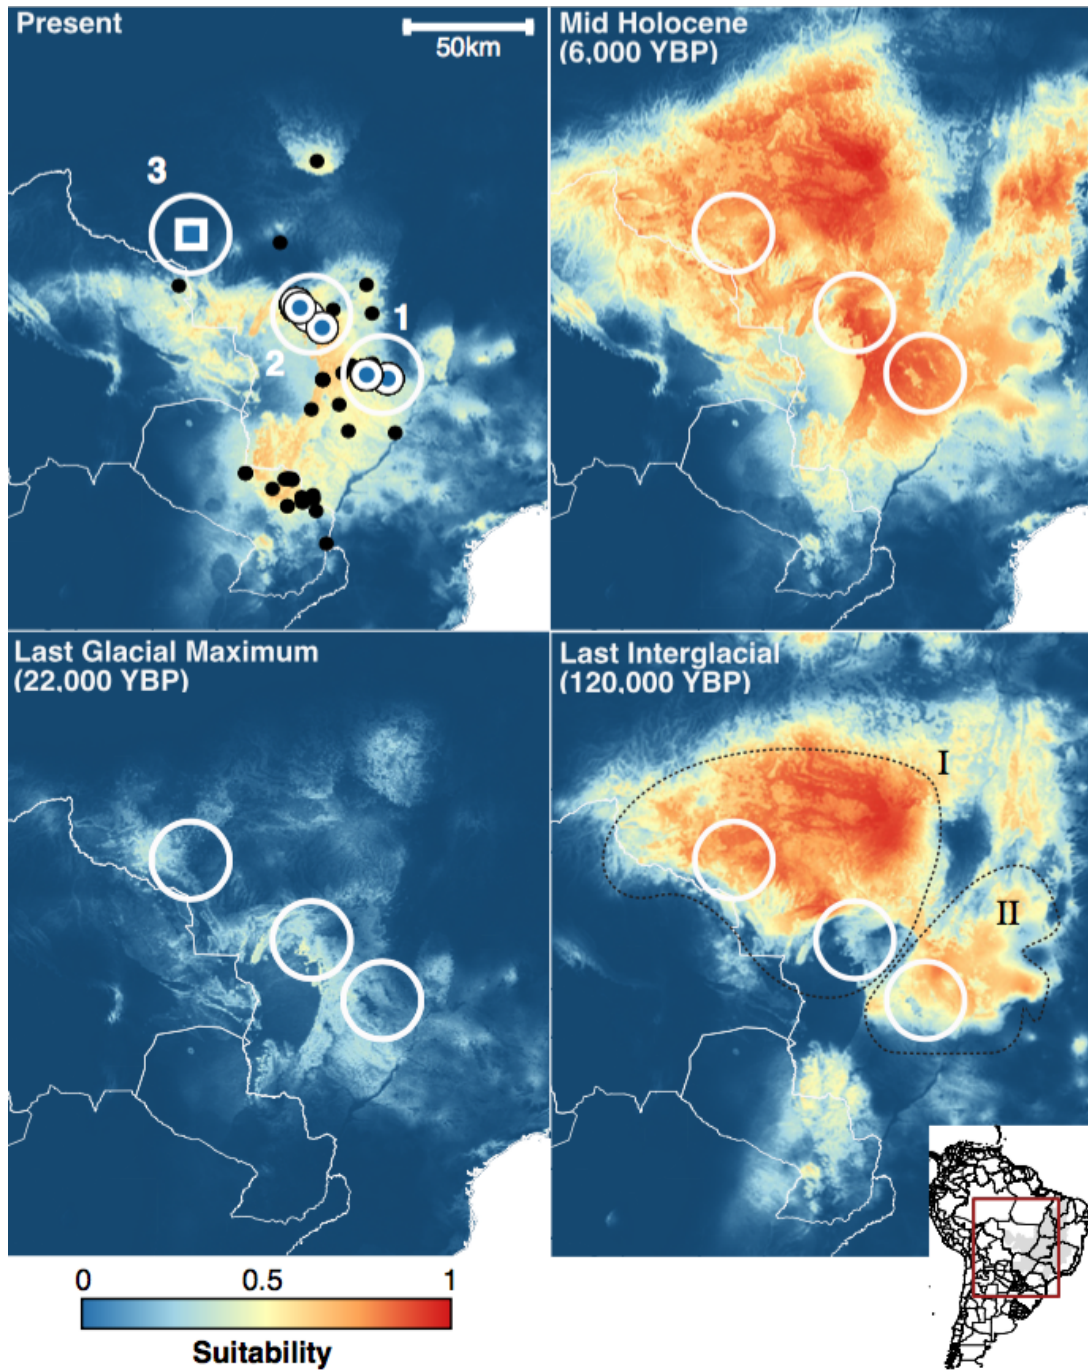 Present
50km
3
1
2
Mid Holocene
(6,000 YBP)
Last Glacial Maximum
(22,000 YBP)
Last Interglacial
(120,000 YBP)
I
II
0 0.5 1
Suitability